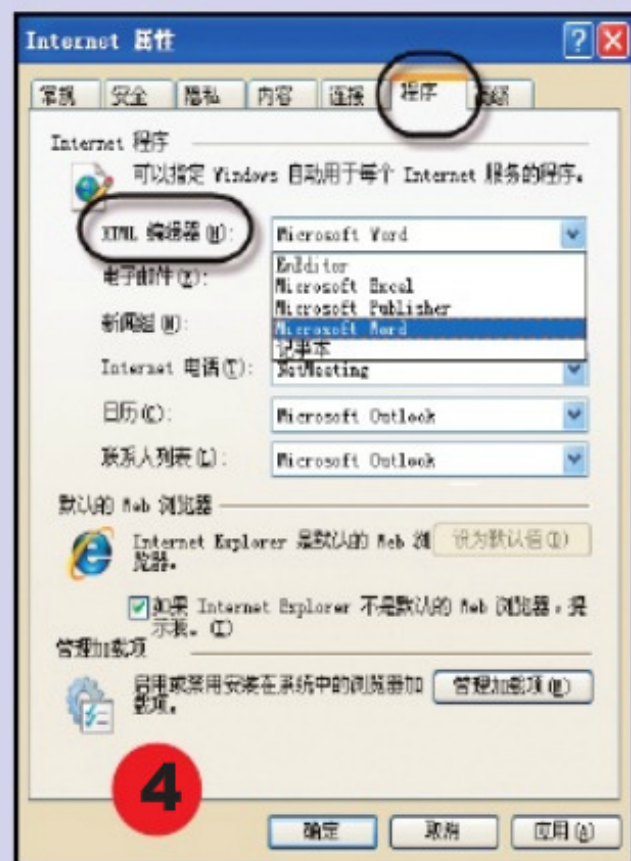 Internet 属性
常规 安全 隐私 内容 连接 程序 高级
Internet 程序
可以指定 Windows 自动用于每个 Internet 服务的程序。
HTML 编辑器(H): Microsoft Word
EmEditor
电子邮件(E): Microsoft Excel
Microsoft Publisher
新闻组(N): Microsoft Word
记事本
Internet 电话(T): NetMeeting
日历(C): Microsoft Outlook
联系人列表(L): Microsoft Outlook
默认的 Web 浏览器
Internet Explorer 是默认的 Web 浏 设为默认值(D)
览器。
如果 Internet Explorer 不是默认的 Web 浏览器,提
示我。(I)
管理加载项
启用或禁用安装在系统中的浏览器加 管理加载项(M)
载项。
4
确定 取消 应用(A)